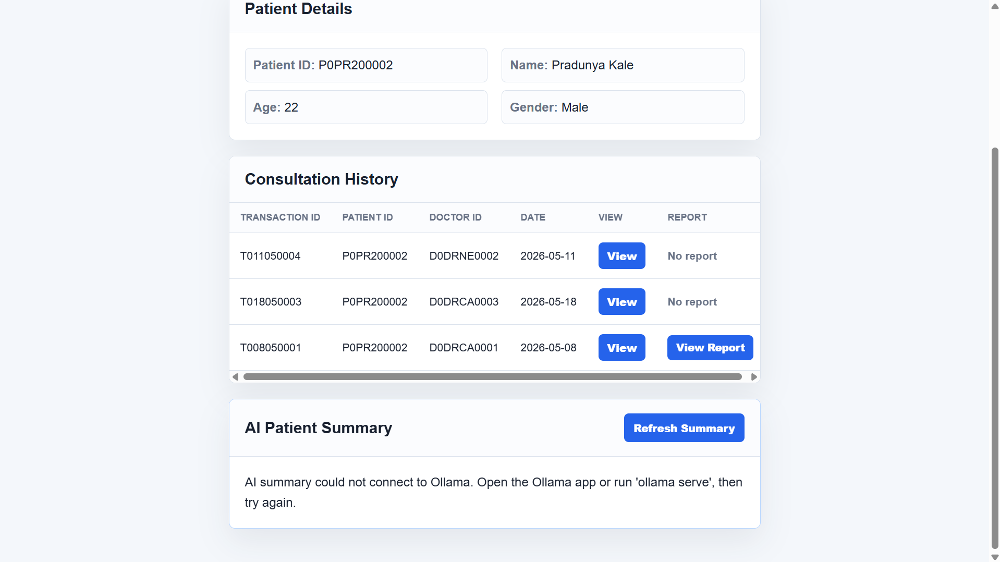 Patient Details
Patient ID: P0PR200002
Name: Pradunya Kale
Age: 22
Gender: Male
Consultation History
TRANSACTION ID PATIENT ID DOCTOR ID DATE VIEW REPORT
T011050004 P0PR200002 D0DRNE0002 2026-05-11 View No report
T018050003 P0PR200002 D0DRCA0003 2026-05-18 View No report
T008050001 P0PR200002 D0DRCA0001 2026-05-08 View View Report
AI Patient Summary
Refresh Summary
AI summary could not connect to Ollama. Open the Ollama app or run 'ollama serve', then
try again.